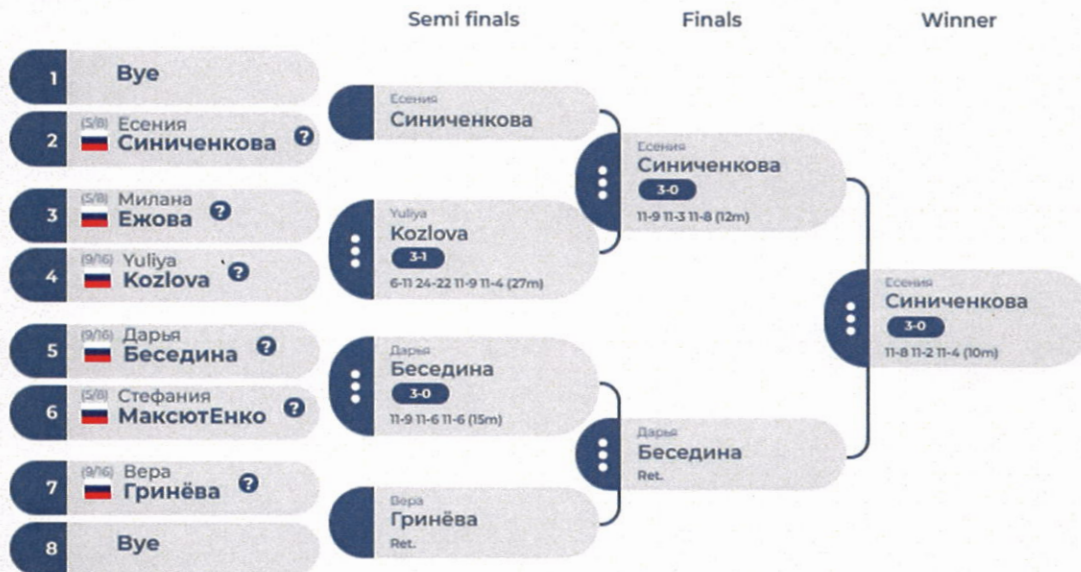 Semi finals
Finals
Winner
1 Bye
2 (5/8) Есения
Синиченкова ?
3 (5/8) Милана
Ежова ?
4 (9/16) Yuliya
Kozlova ?
5 (9/16) Дарья
Беседина ?
6 (5/8) Стефания
МаксютЕнко ?
7 (9/16) Вера
Гринёва ?
8 Bye
Есения
Синиченкова
Yuliya
Kozlova
3-1
6-11 24-22 11-9 11-4 (27m)
Дарья
Беседина
3-0
11-9 11-6 11-6 (15m)
Вера
Гринёва
Ret.
Есения
Синиченкова
3-0
11-9 11-3 11-8 (12m)
Дарья
Беседина
Ret.
Есения
Синиченкова
3-0
11-8 11-2 11-4 (10m)